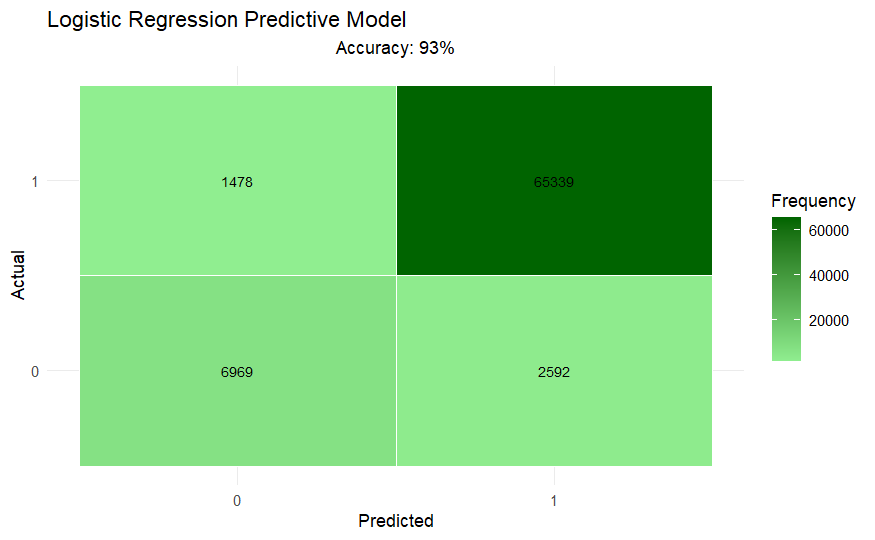 Logistic Regression Predictive Model
Accuracy: 93%
1
1478
65339
0
6969
2592
0
1
Predicted
Actual
Frequency
60000
40000
20000